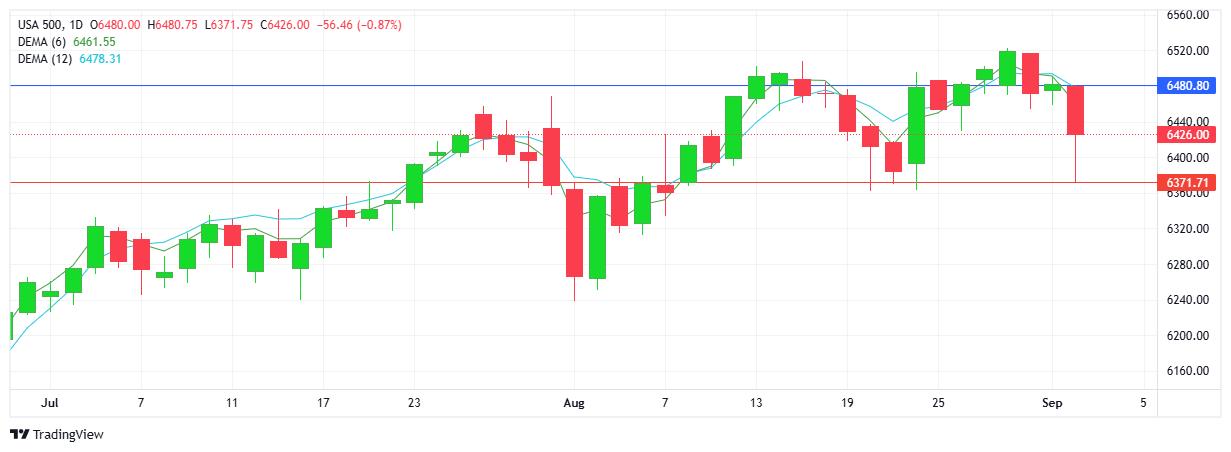 USA 500, 1D O6480.00 H6480.75 L6371.75 C6426.00 −56.46 (−0.87%)
DEMA (6) 6461.55
DEMA (12) 6478.31
6560.00
6520.00
6480.80
6440.00
6426.00
6400.00
6371.71
6360.00
6320.00
6280.00
6240.00
6200.00
6160.00
Jul 7 11 17 23 Aug 7 13 19 25 Sep 5
TradingView